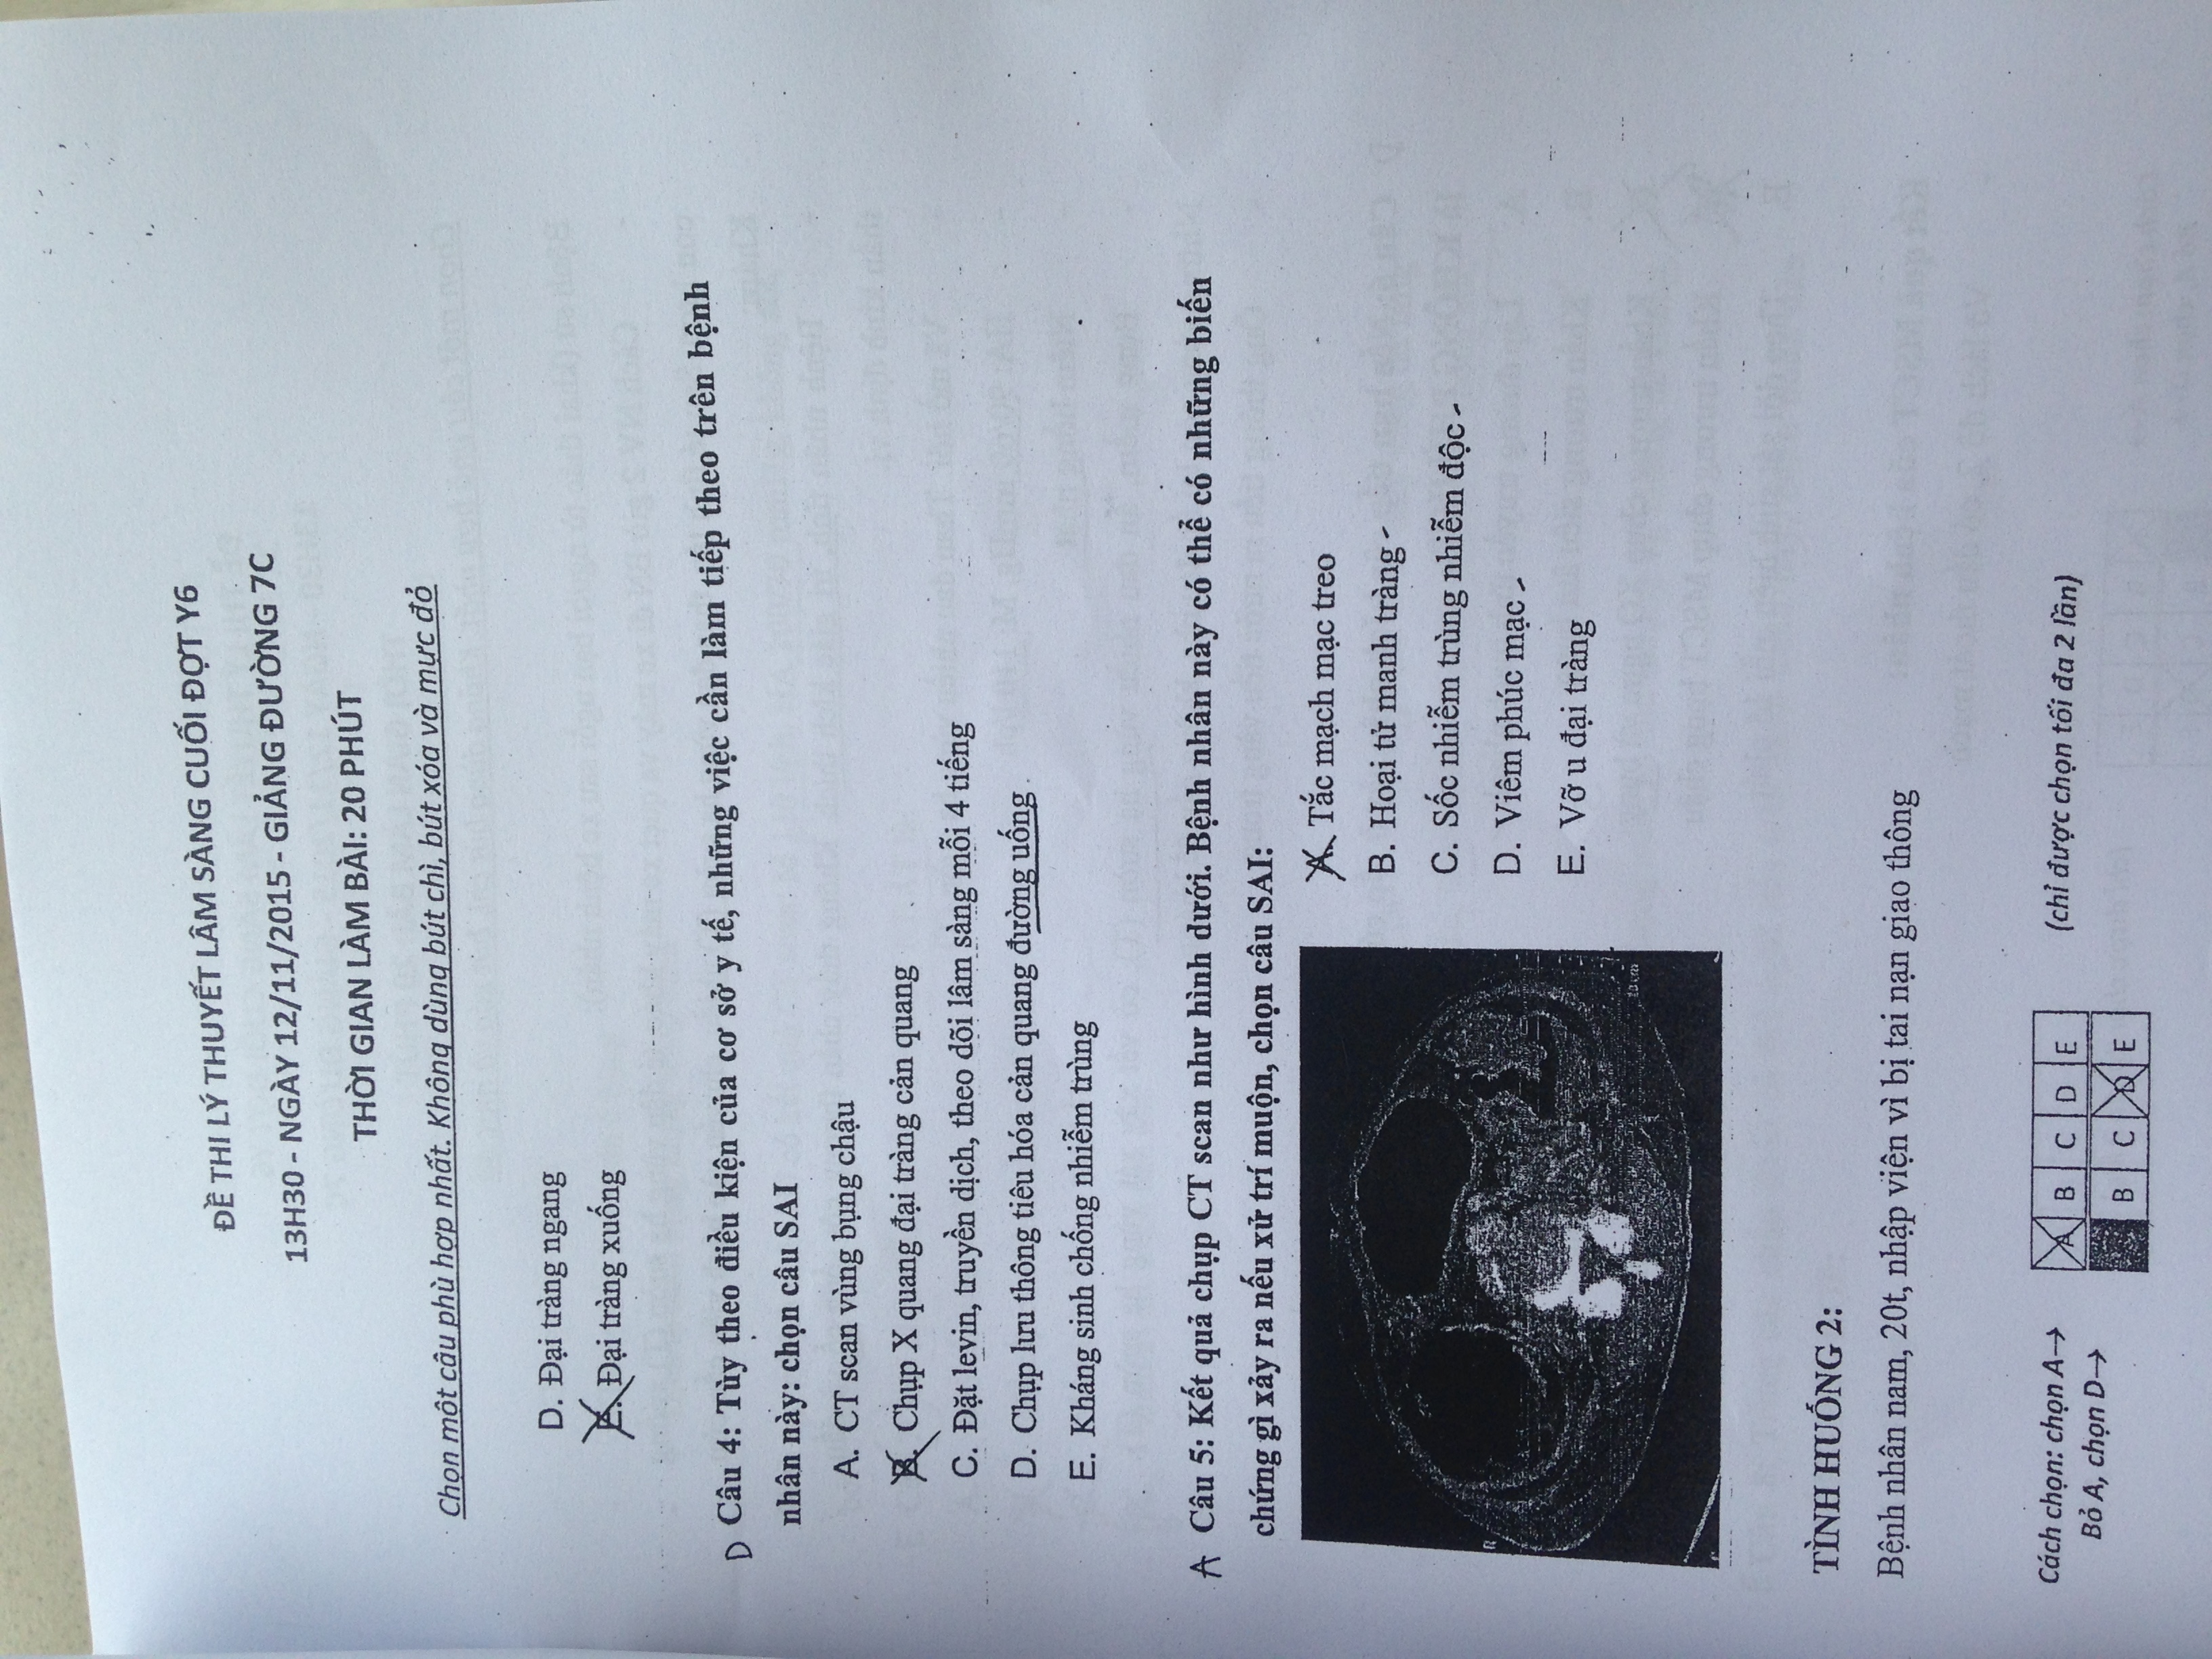 ĐỀ THI LÝ THUYẾT LÂM SÀNG CUỐI ĐỢT Y6
13H30 - NGÀY 12/11/2015 - GIẢNG ĐƯỜNG 7C
THỜI GIAN LÀM BÀI: 20 PHÚT
Chọn một câu phù hợp nhất. Không dùng bút chì, bút xóa và mực đỏ
D. Đại tràng ngang
E. Đại tràng xuống
D Câu 4: Tùy theo điều kiện của cơ sở y tế, những việc cần làm tiếp theo trên bệnh
nhân này: chọn câu SAI
A. CT scan vùng bụng chậu
B. Chụp X quang đại tràng cản quang
C. Đặt levin, truyền dịch, theo dõi lâm sàng mỗi 4 tiếng
D. Chụp lưu thông tiêu hóa cản quang đường uống.
E. Kháng sinh chống nhiễm trùng
A Câu 5: Kết quả chụp CT scan như hình dưới. Bệnh nhân này có thể có những biến
chứng gì xảy ra nếu xử trí muộn, chọn câu SAI:
A. Tắc mạch mạc treo
B. Hoại tử manh tràng -
C. Sốc nhiễm trùng nhiễm độc -
D. Viêm phúc mạc -
E. Vỡ u đại tràng
R
10cm
TÌNH HUỐNG 2:
Bệnh nhân nam, 20t, nhập viện vì bị tai nạn giao thông
Cách chọn: chọn A→ A B C D E (chỉ được chọn tối đa 2 lần)
Bỏ A, chọn D→ B C D E